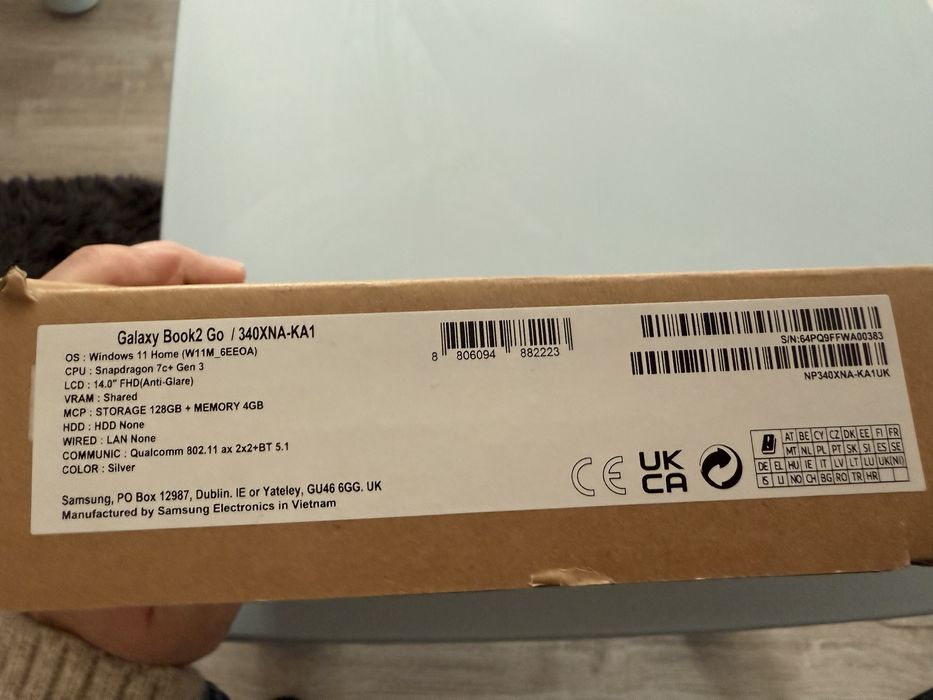 Galaxy Book2 Go / 340XNA-KA1
OS : Windows 11 Home (W11M_6EEOA)
CPU : Snapdragon 7c+ Gen 3
LCD : 14.0" FHD(Anti-Glare)
VRAM : Shared
MCP : STORAGE 128GB + MEMORY 4GB
HDD : HDD None
WIRED : LAN None
COMMUNIC : Qualcomm 802.11 ax 2x2+BT 5.1
COLOR : Silver
Samsung, PO Box 12987, Dublin. IE or Yateley, GU46 6GG. UK
Manufactured by Samsung Electronics in Vietnam
8 806094 882223
S/N:64PQ9FFWA00383
NP340XNA-KA1UK
CE
UK
CA
AT BE CY CZ DK EE FI FR
MT NL PL PT SK SI ES SE
DE EL HU IE IT LV LT LU UK(NI)
IS LI NO CH BG RO TR HR